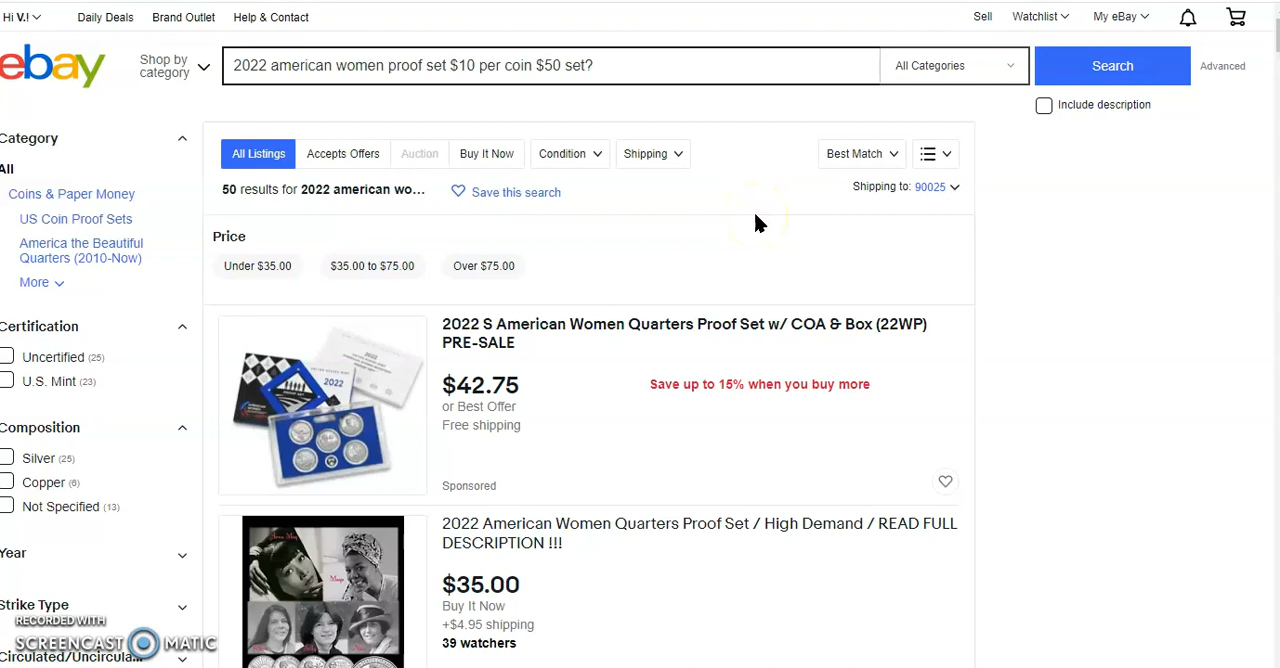 Hi V.!
Daily Deals
Brand Outlet
Help & Contact
Sell
Watchlist
My eBay
ebay
Shop by
category
2022 american women proof set $10 per coin $50 set?
All Categories
Search
Advanced
Include description
Category
All
Coins & Paper Money
US Coin Proof Sets
America the Beautiful
Quarters (2010-Now)
More
Certification
Uncertified (25)
U.S. Mint (23)
Composition
Silver (25)
Copper (6)
Not Specified (13)
Year
Strike Type
Circulated/Uncircula...
RECORDED WITH
SCREENCAST MATIC
All Listings
Accepts Offers
Auction
Buy It Now
Condition
Shipping
Best Match
50 results for 2022 american wo...
Save this search
Shipping to: 90025
Price
Under $35.00
$35.00 to $75.00
Over $75.00
2022 S American Women Quarters Proof Set w/ COA & Box (22WP)
PRE-SALE
$42.75
or Best Offer
Free shipping
Save up to 15% when you buy more
Sponsored
2022
2022 American Women Quarters Proof Set / High Demand / READ FULL
DESCRIPTION !!!
$35.00
Buy It Now
+$4.95 shipping
39 watchers